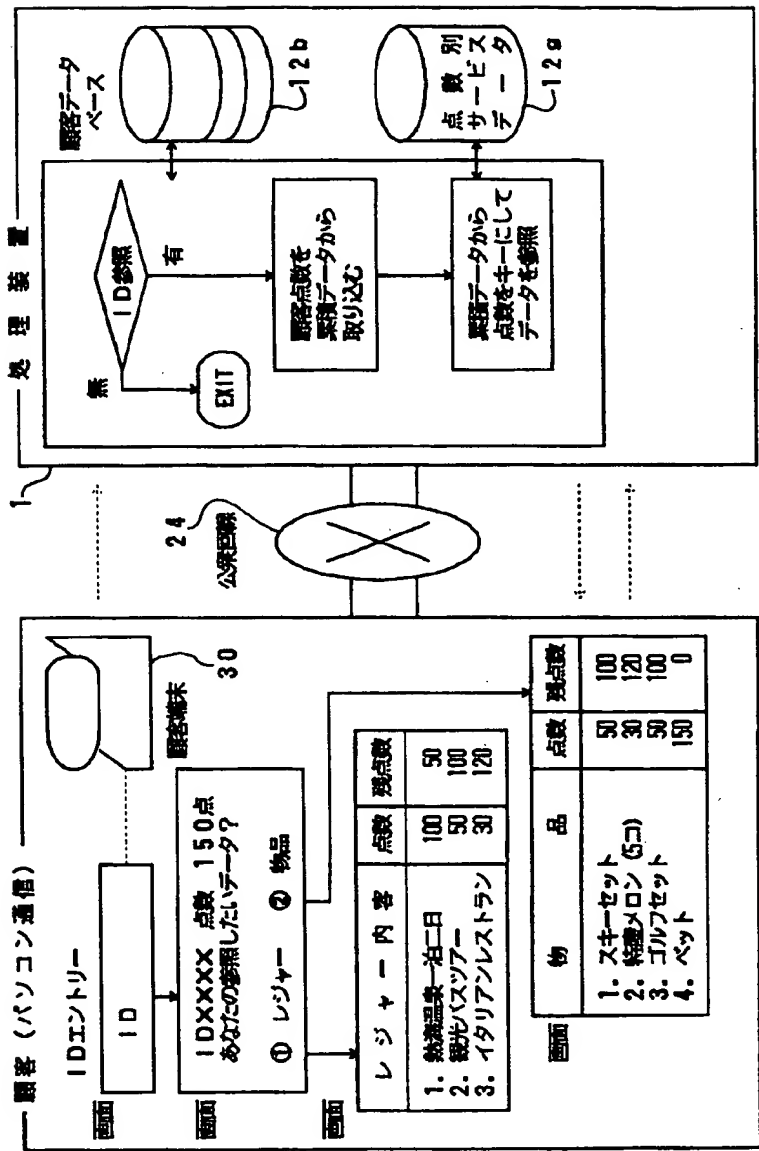 顧客(パソコン通信)
IDエントリー
画面
ID
30
顧客端末
画面
IDXXXX 点数 150点
あなたの参照したいデータ?
① レジャー ② 物品
画面
レジャー内容 点数 残点数
1. 熱海温泉一泊二日 100 50
2. 観光バスツアー 50 100
3. イタリアンレストラン 30 120
画面
物品 点数 残点数
1. スキーセット 50 100
2. 特産メロン (5コ) 30 120
3. ゴルフセット 50 100
4. ベット 150 0
24
公衆回線
1
処理装置
ID参照
無
有
EXIT
顧客点数を
累積データから
取り込む
累積データから
点数をキーにして
データを参照
顧客データ
ベース
12b
点数別
サービス
データ
12g